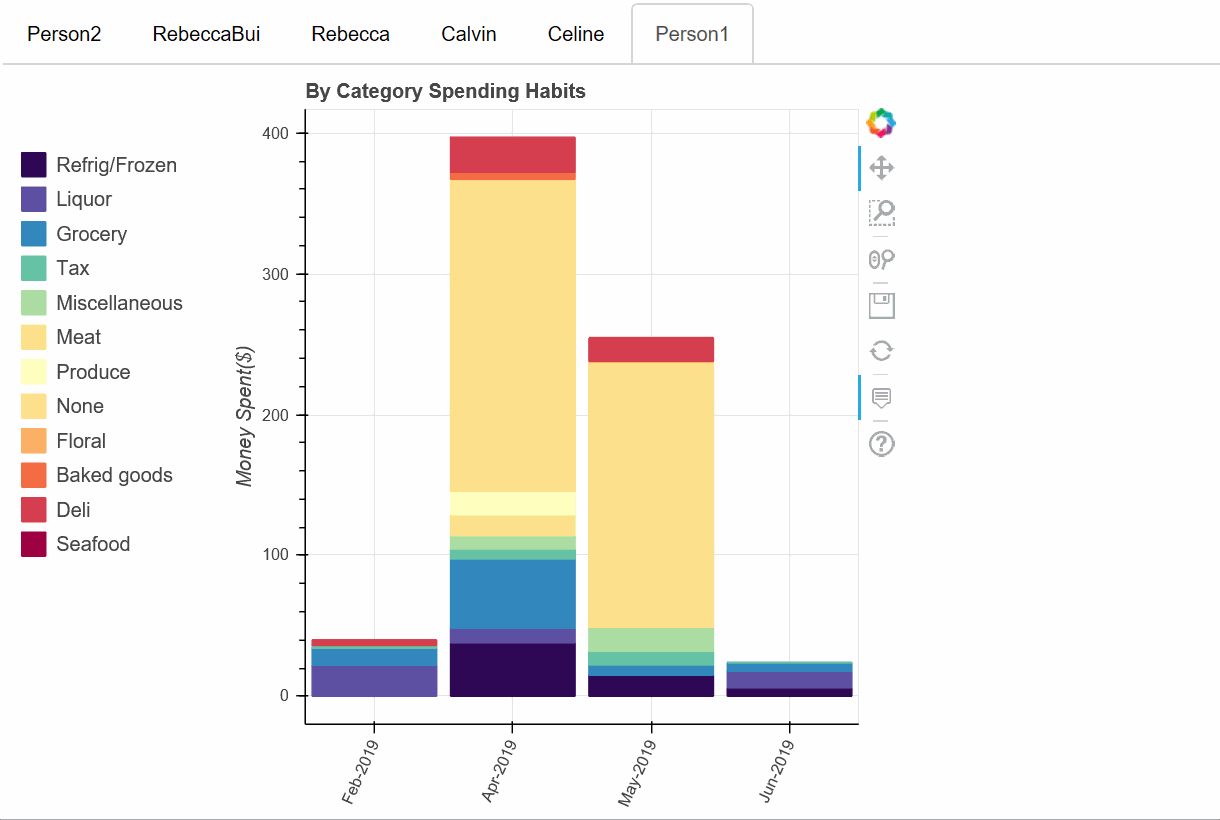 Person2 RebeccaBui Rebecca Calvin Celine Person1
By Category Spending Habits
Refrig/Frozen
Liquor
Grocery
Tax
Miscellaneous
Meat
Produce
None
Floral
Baked goods
Deli
Seafood
Money Spent($)
400
300
200
100
0
Feb-2019 Apr-2019 May-2019 Jun-2019